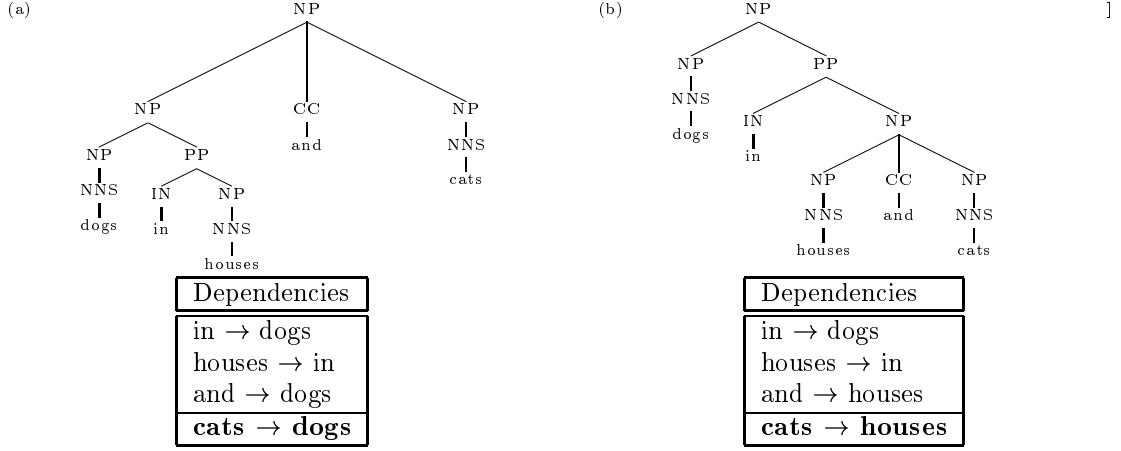 (a) NP (b) NP ]
NP PP
NP CC NP NNS IN NP
and dogs in
NP PP NNS
NNS IN NP cats NP CC NP
dogs in NNS NNS and NNS
houses houses cats
Dependencies Dependencies
in → dogs in → dogs
houses → in houses → in
and → dogs and → houses
cats → dogs cats → houses